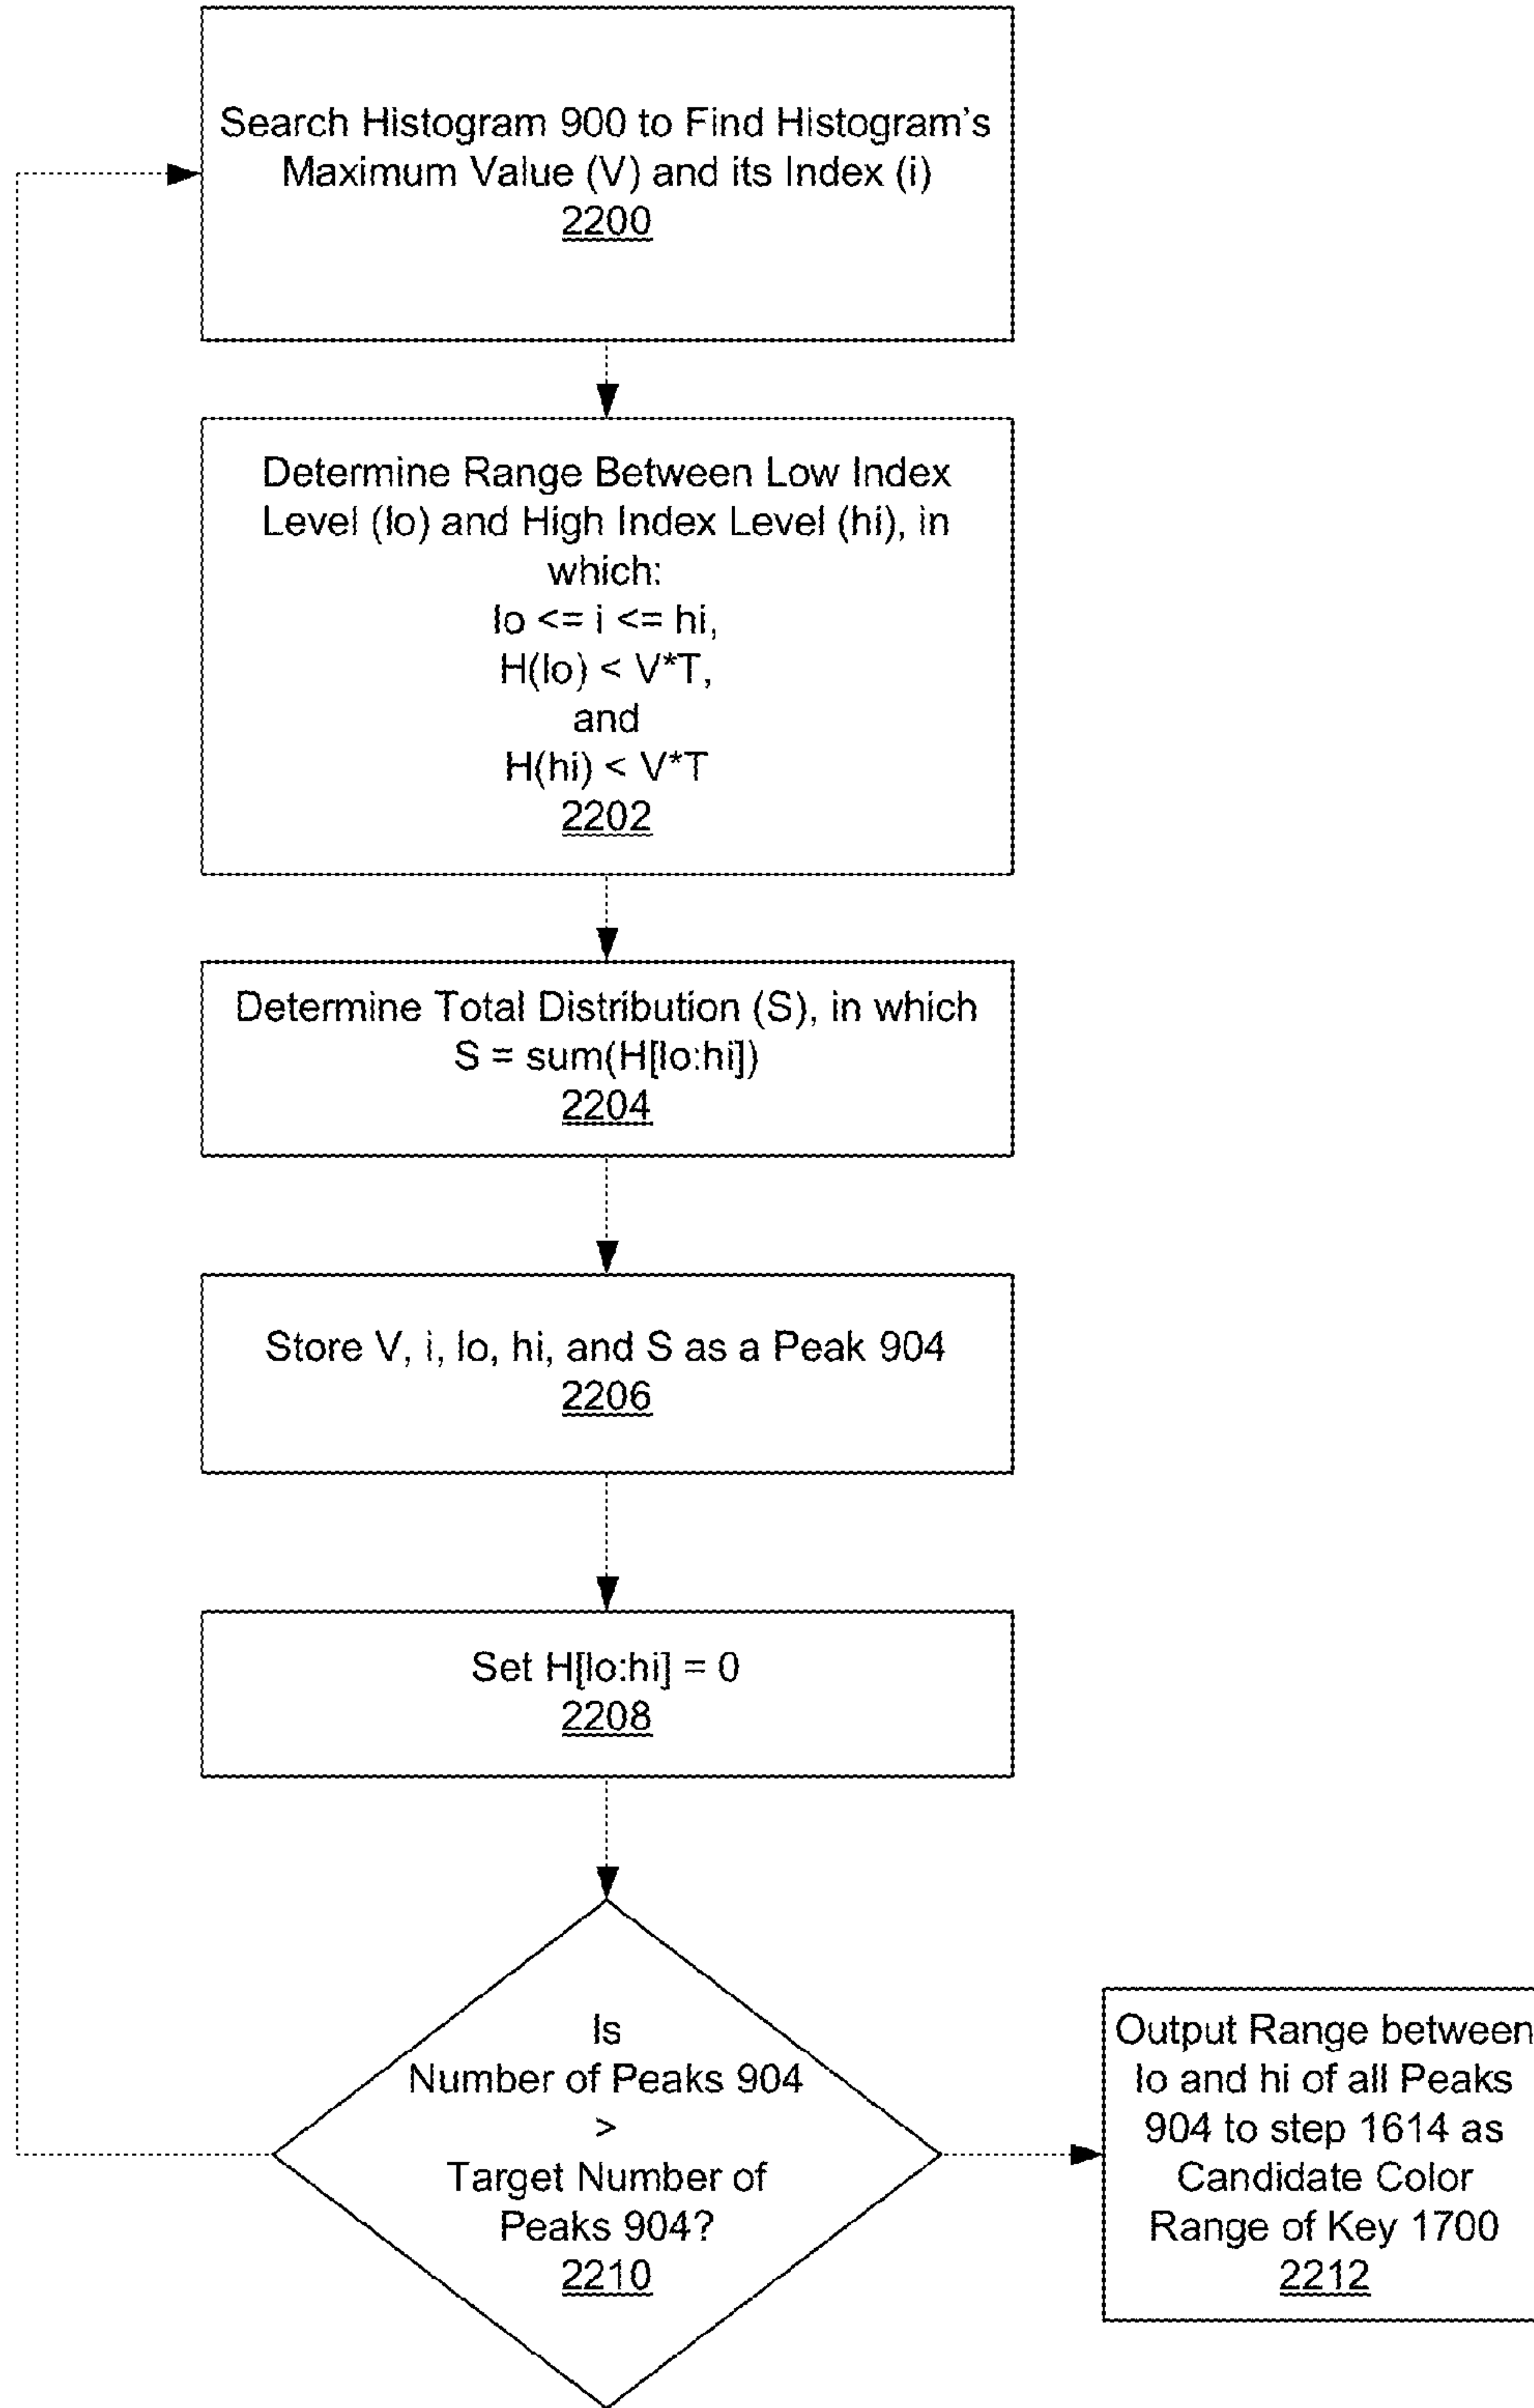 Search Histogram 900 to Find Histogram's
Maximum Value (V) and its Index (i)
2200
Determine Range Between Low Index
Level (lo) and High Index Level (hi), in
which:
lo <= i <= hi,
H(lo) < V*T,
and
H(hi) < V*T
2202
Determine Total Distribution (S), in which
S = sum(H[lo:hi])
2204
Store V, i, lo, hi, and S as a Peak 904
2206
Set H[lo:hi] = 0
2208
Is
Number of Peaks 904
>
Target Number of
Peaks 904?
2210
Output Range between
lo and hi of all Peaks
904 to step 1614 as
Candidate Color
Range of Key 1700
2212